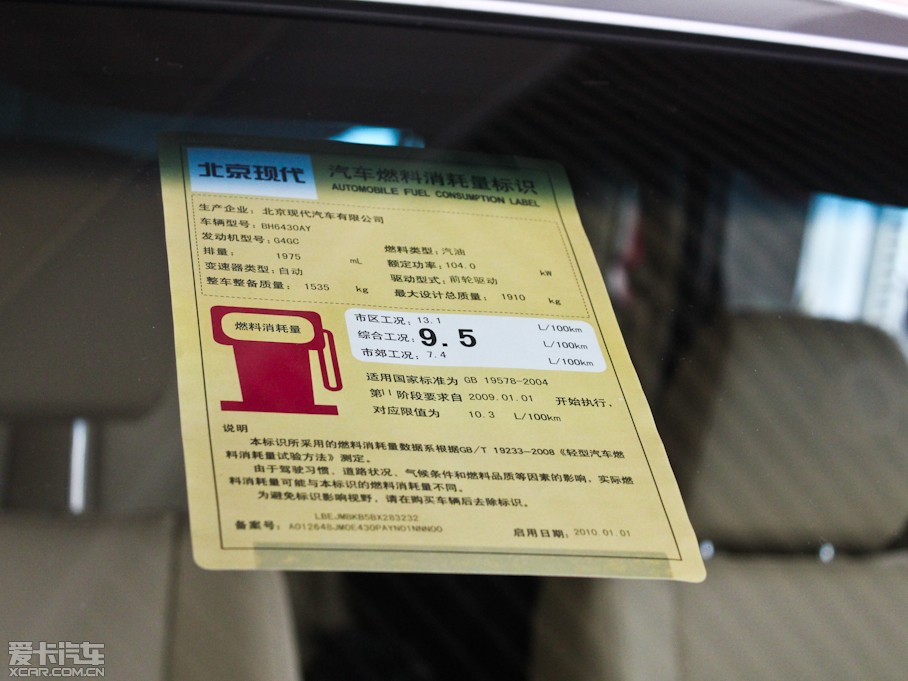 北京现代
汽车燃料消耗量标识
AUTOMOBILE FUEL CONSUMPTION LABEL
生产企业: 北京现代汽车有限公司
车辆型号: BH6430AY
发动机型号: G4GC 燃料类型: 汽油
排量: 1975 mL 额定功率: 104.0 kW
变速器类型: 自动 驱动型式: 前轮驱动
整车整备质量: 1535 kg 最大设计总质量: 1910 kg
燃料消耗量
市区工况: 13.1 L/100km
综合工况: 9.5 L/100km
市郊工况: 7.4 L/100km
适用国家标准为 GB 19578-2004
第II阶段要求自 2009.01.01 开始执行,
对应限值为 10.3 L/100km
说明
本标识所采用的燃料消耗量数据系根据GB/T 19233-2008《轻型汽车燃
料消耗量试验方法》测定。
由于驾驶习惯、道路状况、气候条件和燃料品质等因素的影响, 实际燃
料消耗量可能与本标识的燃料消耗量不同。
为避免标识影响视野, 请在购买车辆后去除标识。
LBEJMBKB5BX283232
备案号: A01264SJM0E430PAYN01NNN00 启用日期: 2010.01.01
爱卡汽车
XCAR.COM.CN